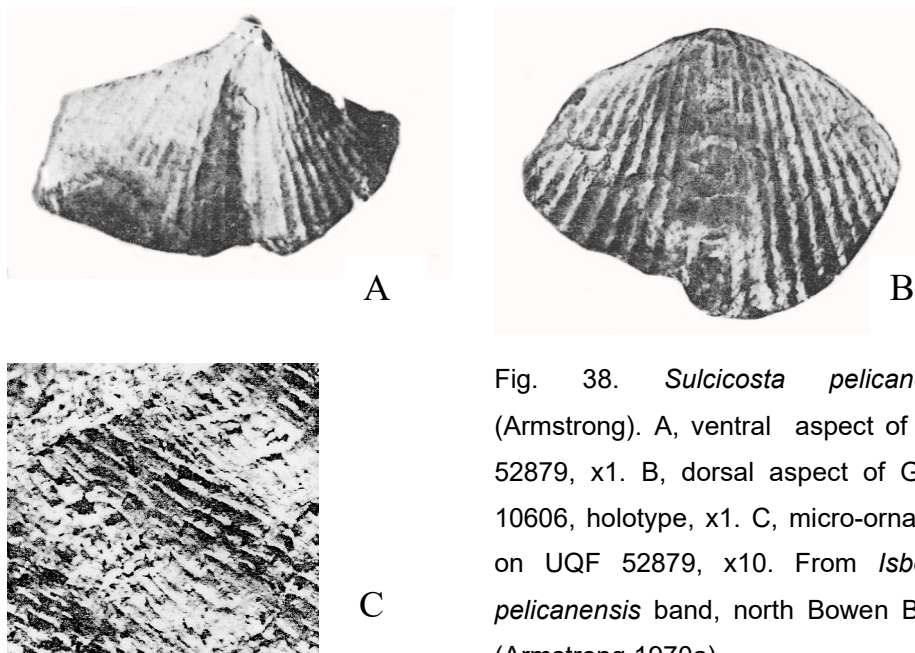 A
B
C
Fig. 38. Sulcicosta pelican
(Armstrong). A, ventral aspect of
52879, x1. B, dorsal aspect of G
10606, holotype, x1. C, micro-orna
on UQF 52879, x10. From Isb
pelicanensis band, north Bowen B
(Armstrong 1970a)